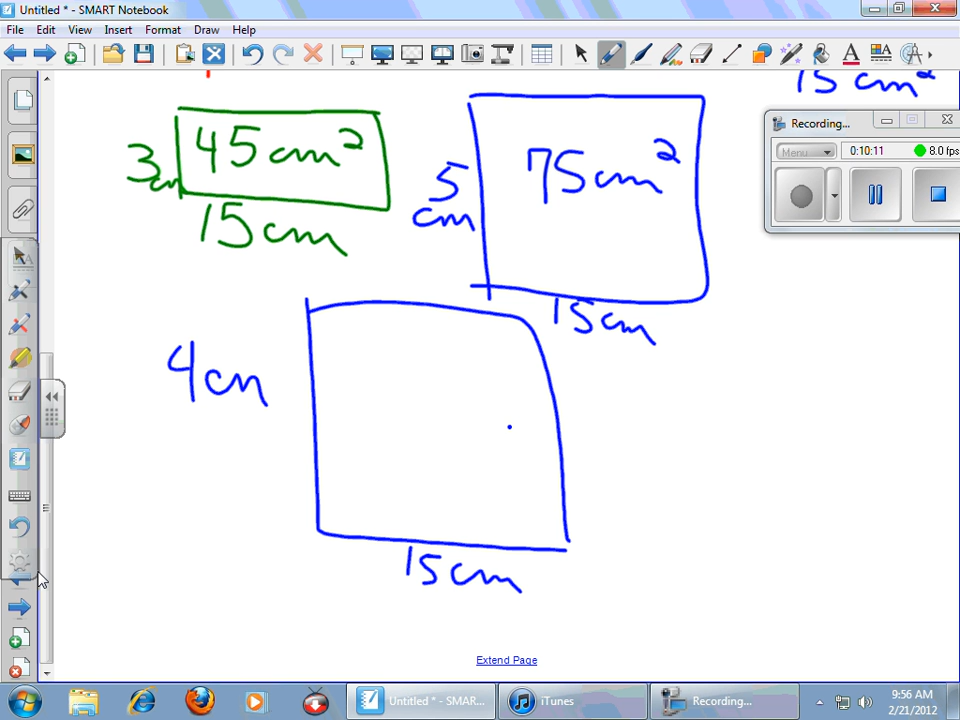 Untitled * - SMART Notebook
File Edit View Insert Format Draw Help
15 cm²
Recording...
Menu
0:10:11
8.0 fps
3 cm
45 cm²
15 cm
5 cm
75 cm²
15 cm
4 cm
15 cm
Extend Page
Untitled * - SMAR...
iTunes
Recording...
9:56 AM
2/21/2012